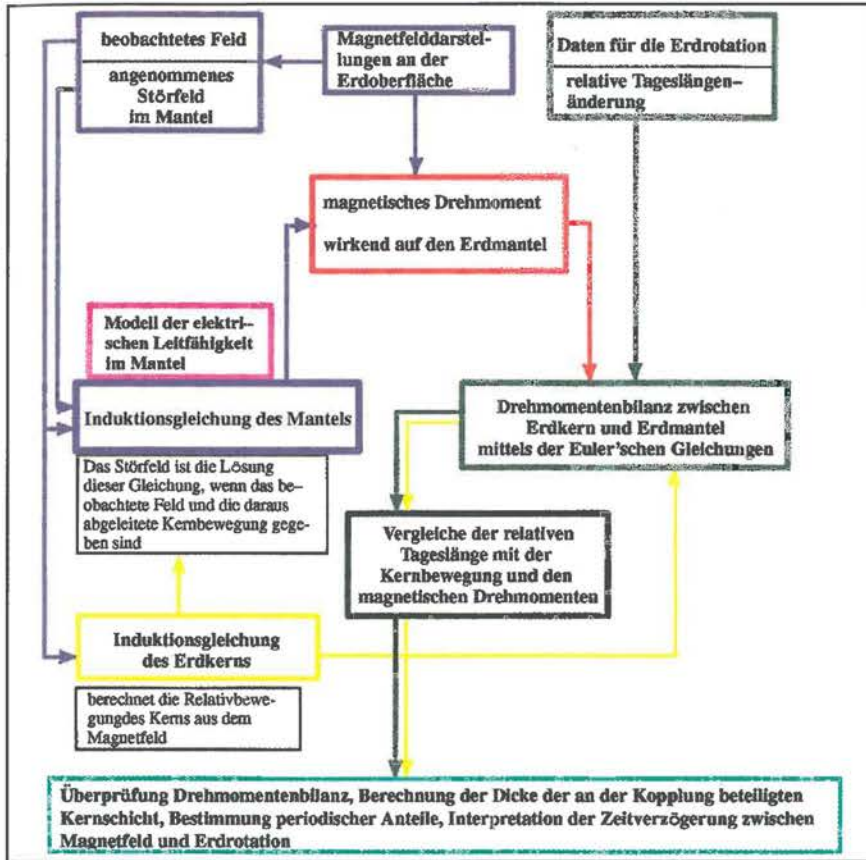 beobachtetes Feld
angenommenes
Störfeld
im Mantel
Magnetfelddarstel-
lungen an der
Erdoberfläche
Daten für die Erdrotation
relative Tageslängen-
änderung
magnetisches Drehmoment
wirkend auf den Erdmantel
Modell der elektri-
schen Leitfähigkeit
im Mantel
Induktionsgleichung des Mantels
Das Störfeld ist die Lösung
dieser Gleichung, wenn das be-
obachtete Feld und die daraus
abgeleitete Kernbewegung gege-
ben sind
Drehmomentenbilanz zwischen
Erdkern und Erdmantel
mittels der Euler'schen Gleichungen
Vergleiche der relativen
Tageslänge mit der
Kernbewegung und den
magnetischen Drehmomenten
Induktionsgleichung
des Erdkerns
berechnet die Relativbewe-
gungdes Kerns aus dem
Magnetfeld
Überprüfung Drehmomentenbilanz, Berechnung der Dicke der an der Kopplung beteiligten
Kernschicht, Bestimmung periodischer Anteile, Interpretation der Zeitverzögerung zwischen
Magnetfeld und Erdrotation